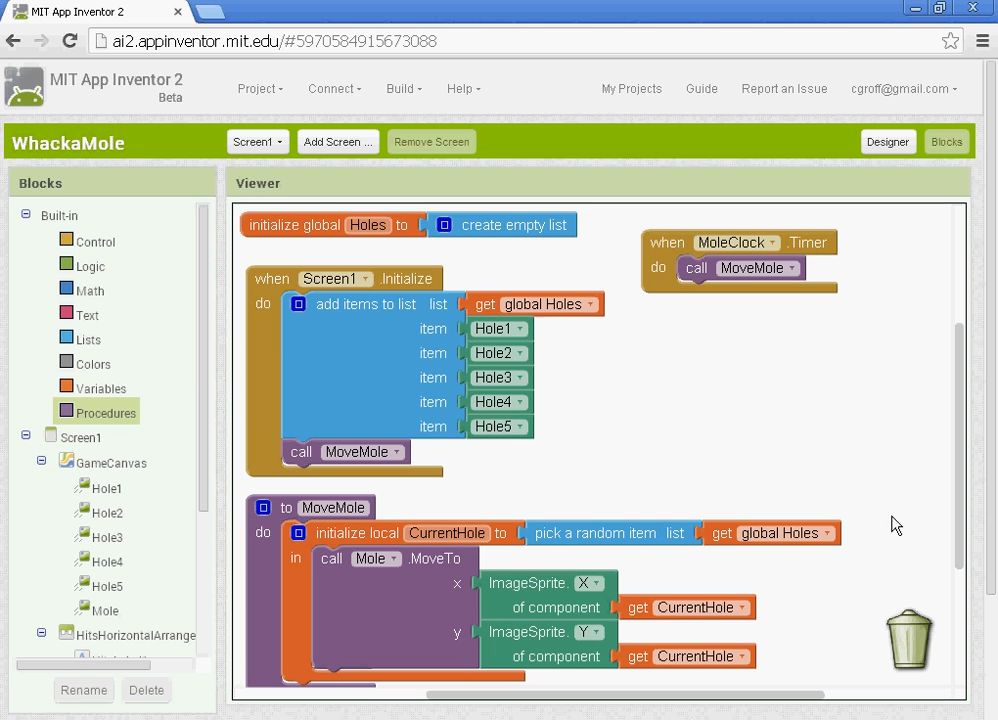 MIT App Inventor 2
ai2.appinventor.mit.edu/#5970584915673088
MIT App Inventor 2
Beta
Project Connect Build Help My Projects Guide Report an Issue cgroff@gmail.com
WhackaMole Screen1 Add Screen ... Remove Screen Designer Blocks
Blocks
Built-in
Control
Logic
Math
Text
Lists
Colors
Variables
Procedures
Screen1
GameCanvas
Hole1
Hole2
Hole3
Hole4
Hole5
Mole
HitsHorizontalArrange
Rename Delete
Viewer
initialize global Holes to create empty list
when Screen1 .Initialize
do add items to list list get global Holes
item Hole1
item Hole2
item Hole3
item Hole4
item Hole5
call MoveMole
when MoleClock .Timer
do call MoveMole
to MoveMole
do initialize local CurrentHole to pick a random item list get global Holes
in call Mole .MoveTo
x ImageSprite. X
of component get CurrentHole
y ImageSprite. Y
of component get CurrentHole